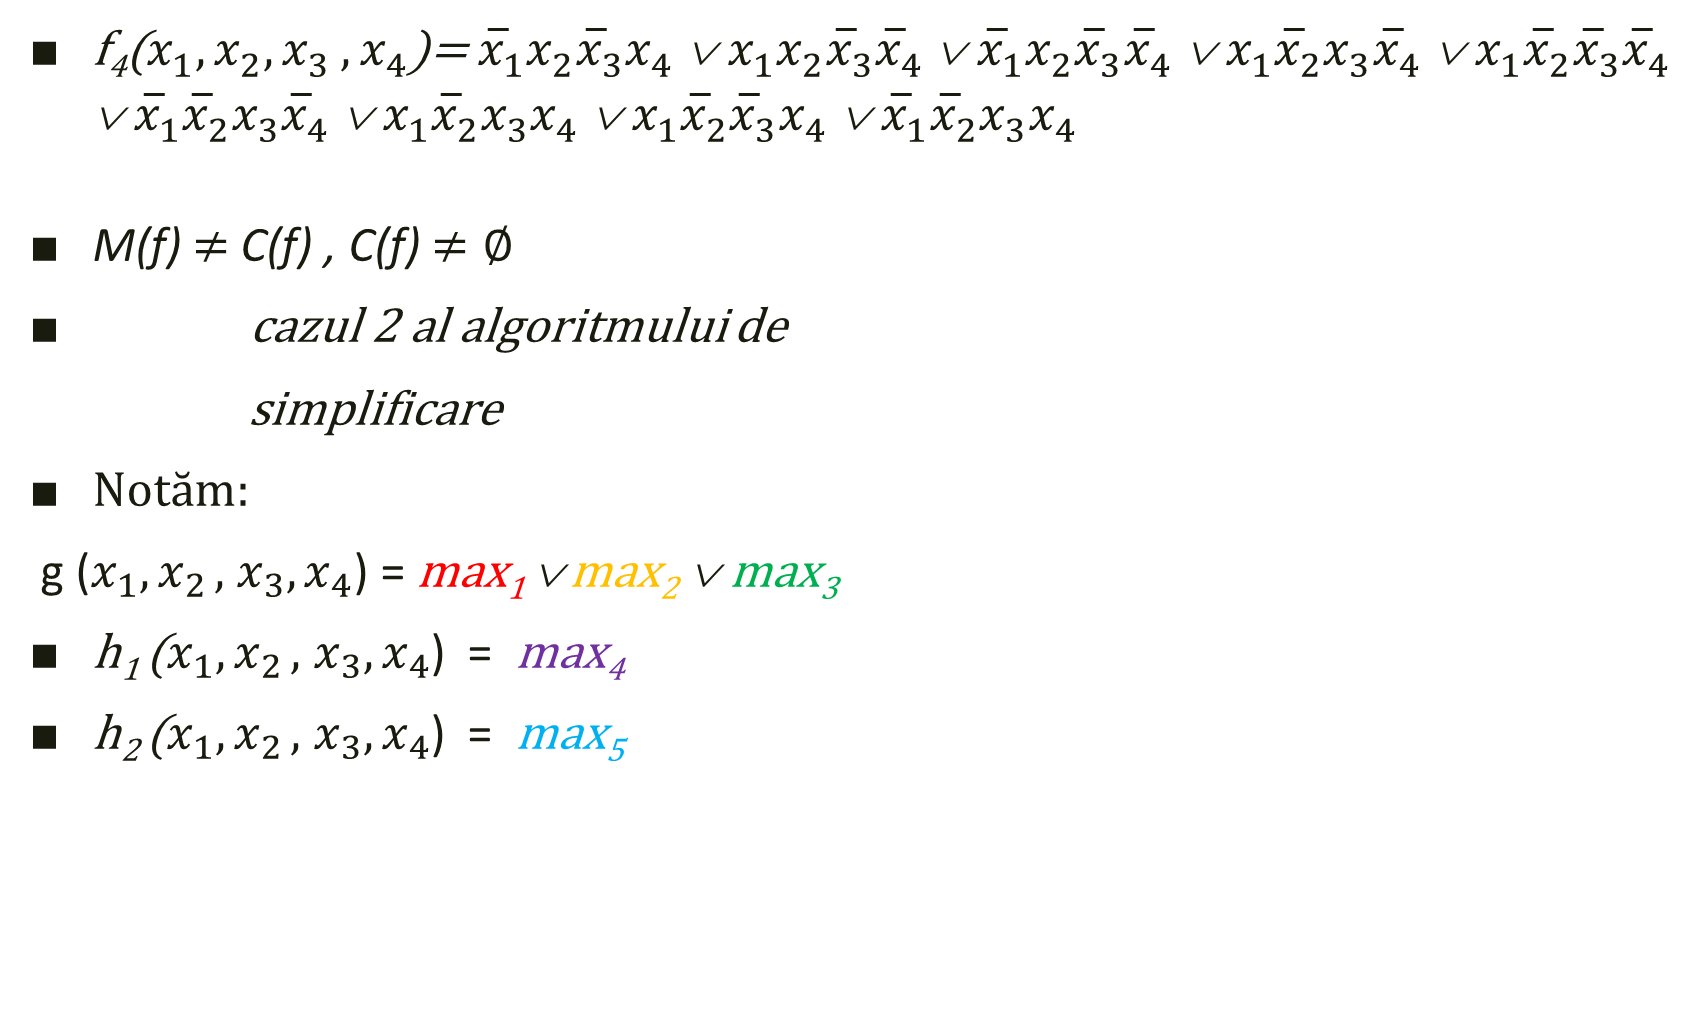 ■ f₄(x₁, x₂, x₃ , x₄)= x̄₁x₂x̄₃x₄ ∨ x₁x₂x̄₃x̄₄ ∨ x̄₁x₂x̄₃x̄₄ ∨ x₁x̄₂x₃x̄₄ ∨ x₁x̄₂x̄₃x̄₄
∨ x̄₁x̄₂x₃x̄₄ ∨ x₁x̄₂x₃x₄ ∨ x₁x̄₂x̄₃x₄ ∨ x̄₁x̄₂x₃x₄
■ M(f) ≠ C(f) , C(f) ≠ ∅
■ cazul 2 al algoritmului de
simplificare
■ Notăm:
g (x₁, x₂ , x₃, x₄) = max₁ ∨ max₂ ∨ max₃
■ h₁ (x₁, x₂ , x₃, x₄) = max₄
■ h₂ (x₁, x₂ , x₃, x₄) = max₅